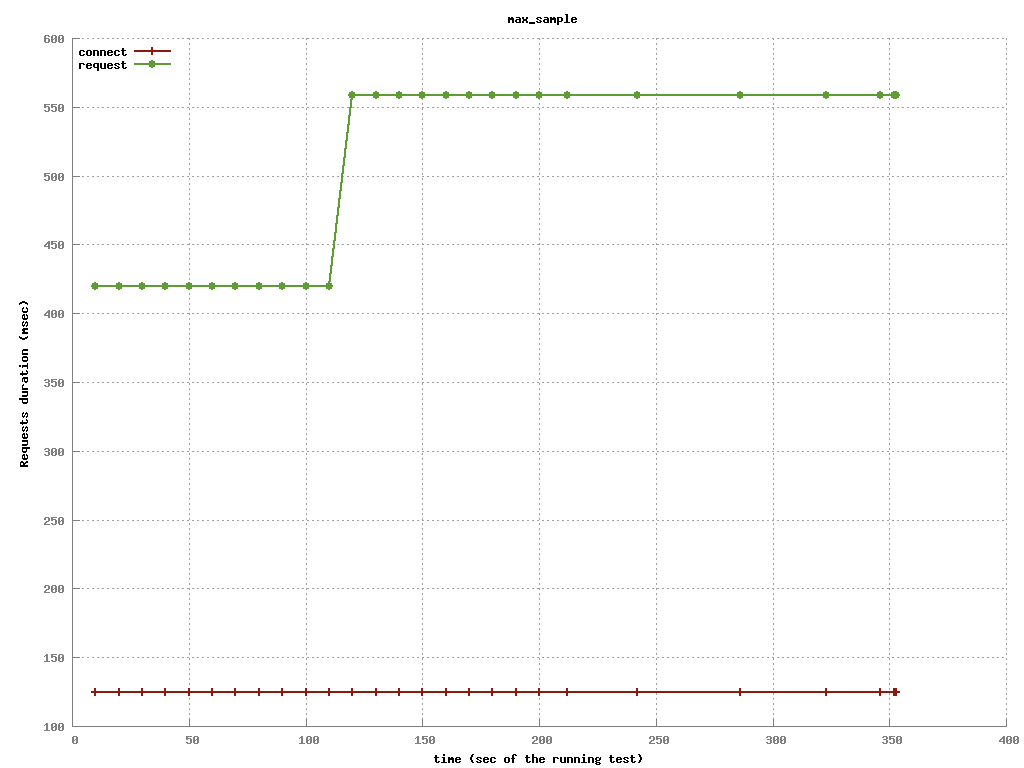 max_sample
connect
request
600
550
500
450
400
350
300
250
200
150
100
Requests duration (msec)
0 50 100 150 200 250 300 350 400
time (sec of the running test)